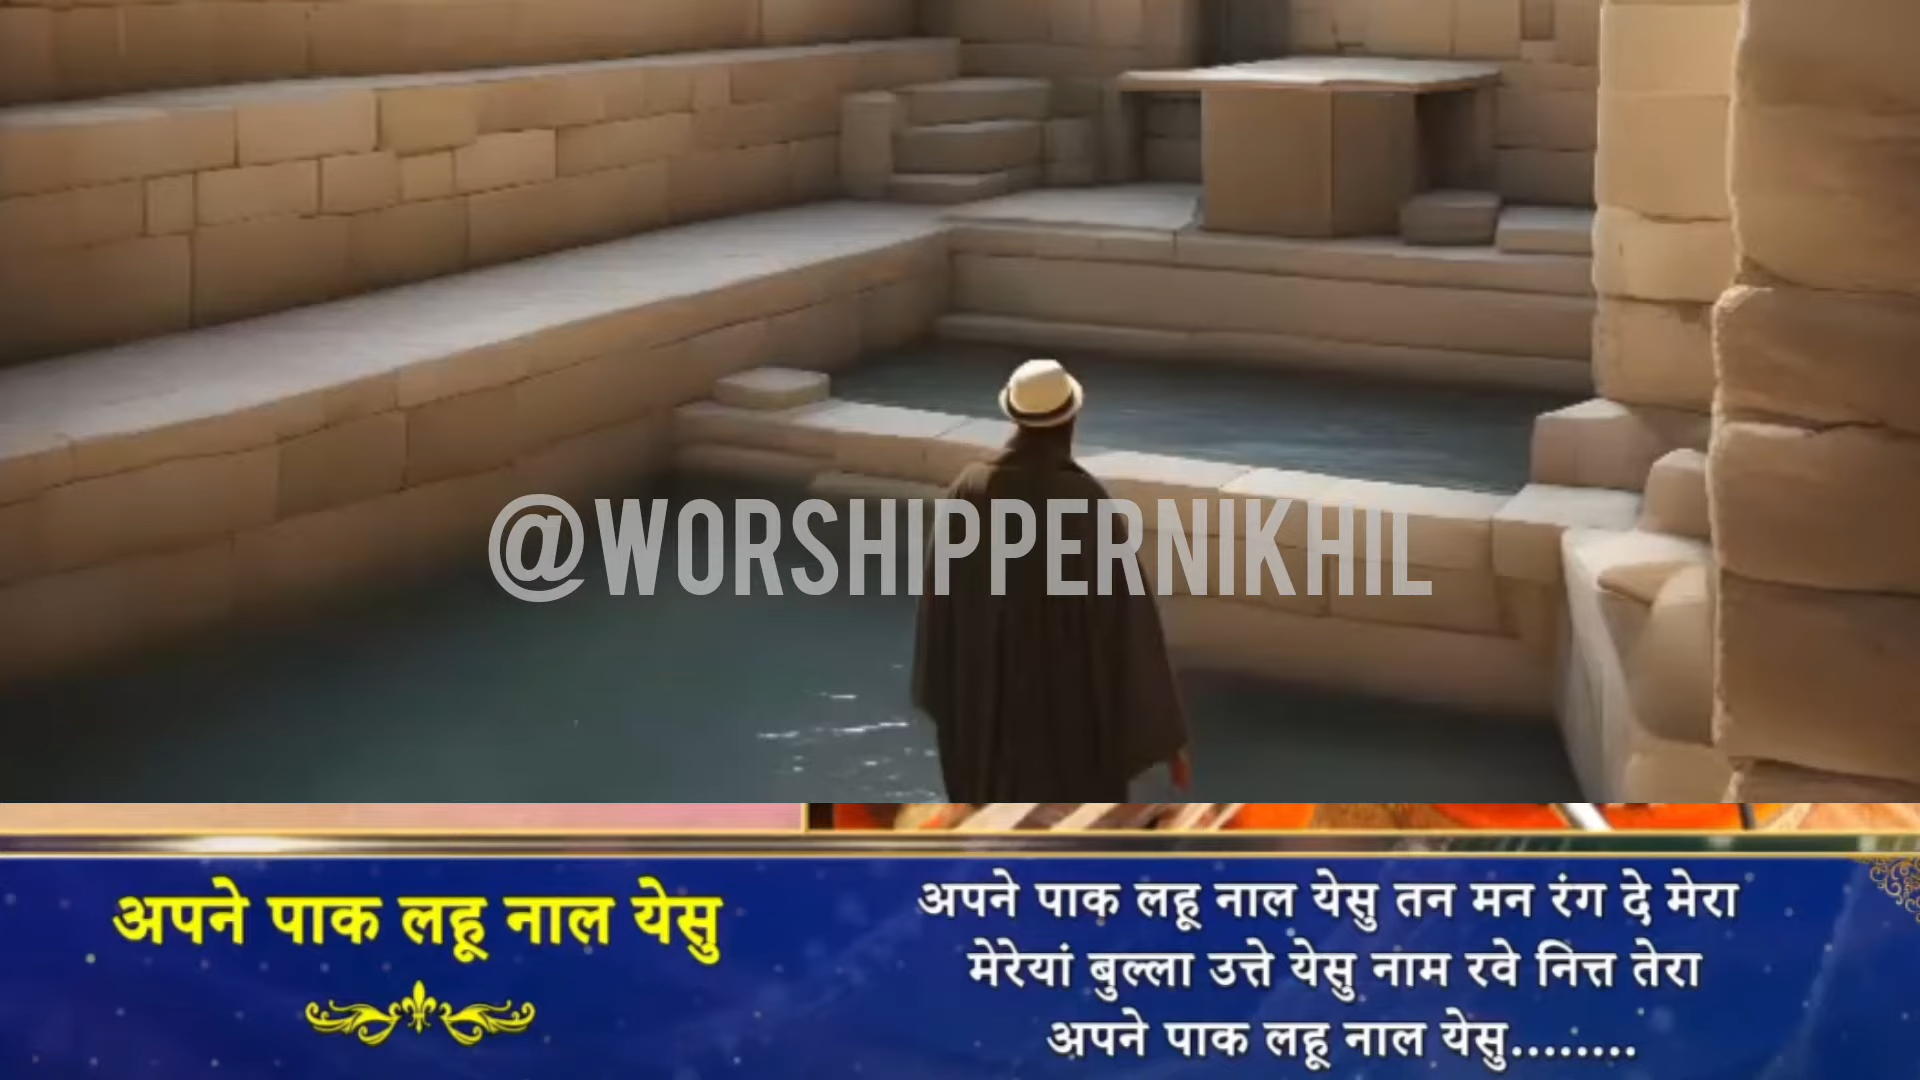 @WORSHIPPERNIKHIL
अपने पाक लहू नाल येसु
अपने पाक लहू नाल येसु तन मन रंग दे मेरा
मेरेयां बुल्ला उत्ते येसु नाम रवे नित्त तेरा
अपने पाक लहू नाल येसु........